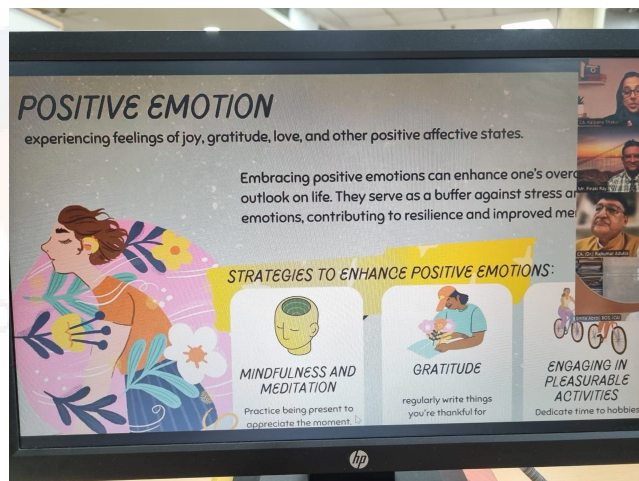 POSITIVE EMOTION
experiencing feelings of joy, gratitude, love, and other positive affective states.
Embracing positive emotions can enhance one's
outlook on life. They serve as a buffer against stress
emotions, contributing to resilience and improved
STRATEGIES TO ENHANCE POSITIVE EMOTIONS:
MINDFULNESS AND
MEDITATION
Practice being present to
appreciate the moment.
GRATITUDE
regularly write things
you're thankful for
ENGAGING IN
PLEASURABLE
ACTIVITIES
Dedicate time to hobbies
hp